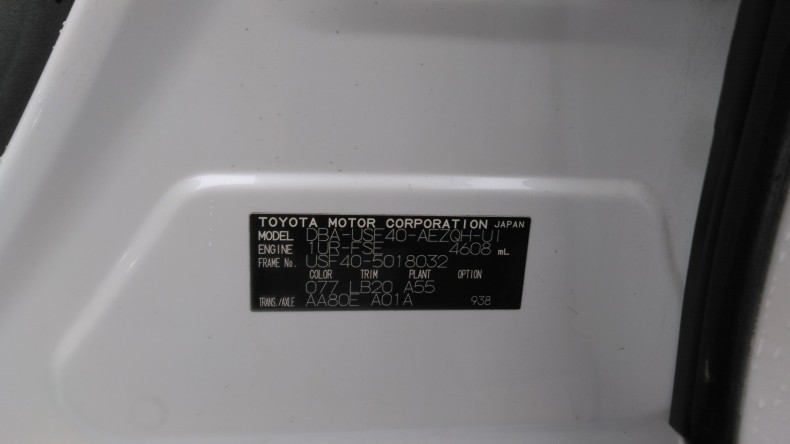 TOYOTA MOTOR CORPORATION JAPAN
MODEL DBA-USF40-AEZQH(U)
ENGINE 1UR-FSE 4608 mL
FRAME No. USF40-5018032
COLOR TRIM PLANT OPTION
077 LB20 A55
TRANS./AXLE AA80E A01A 938